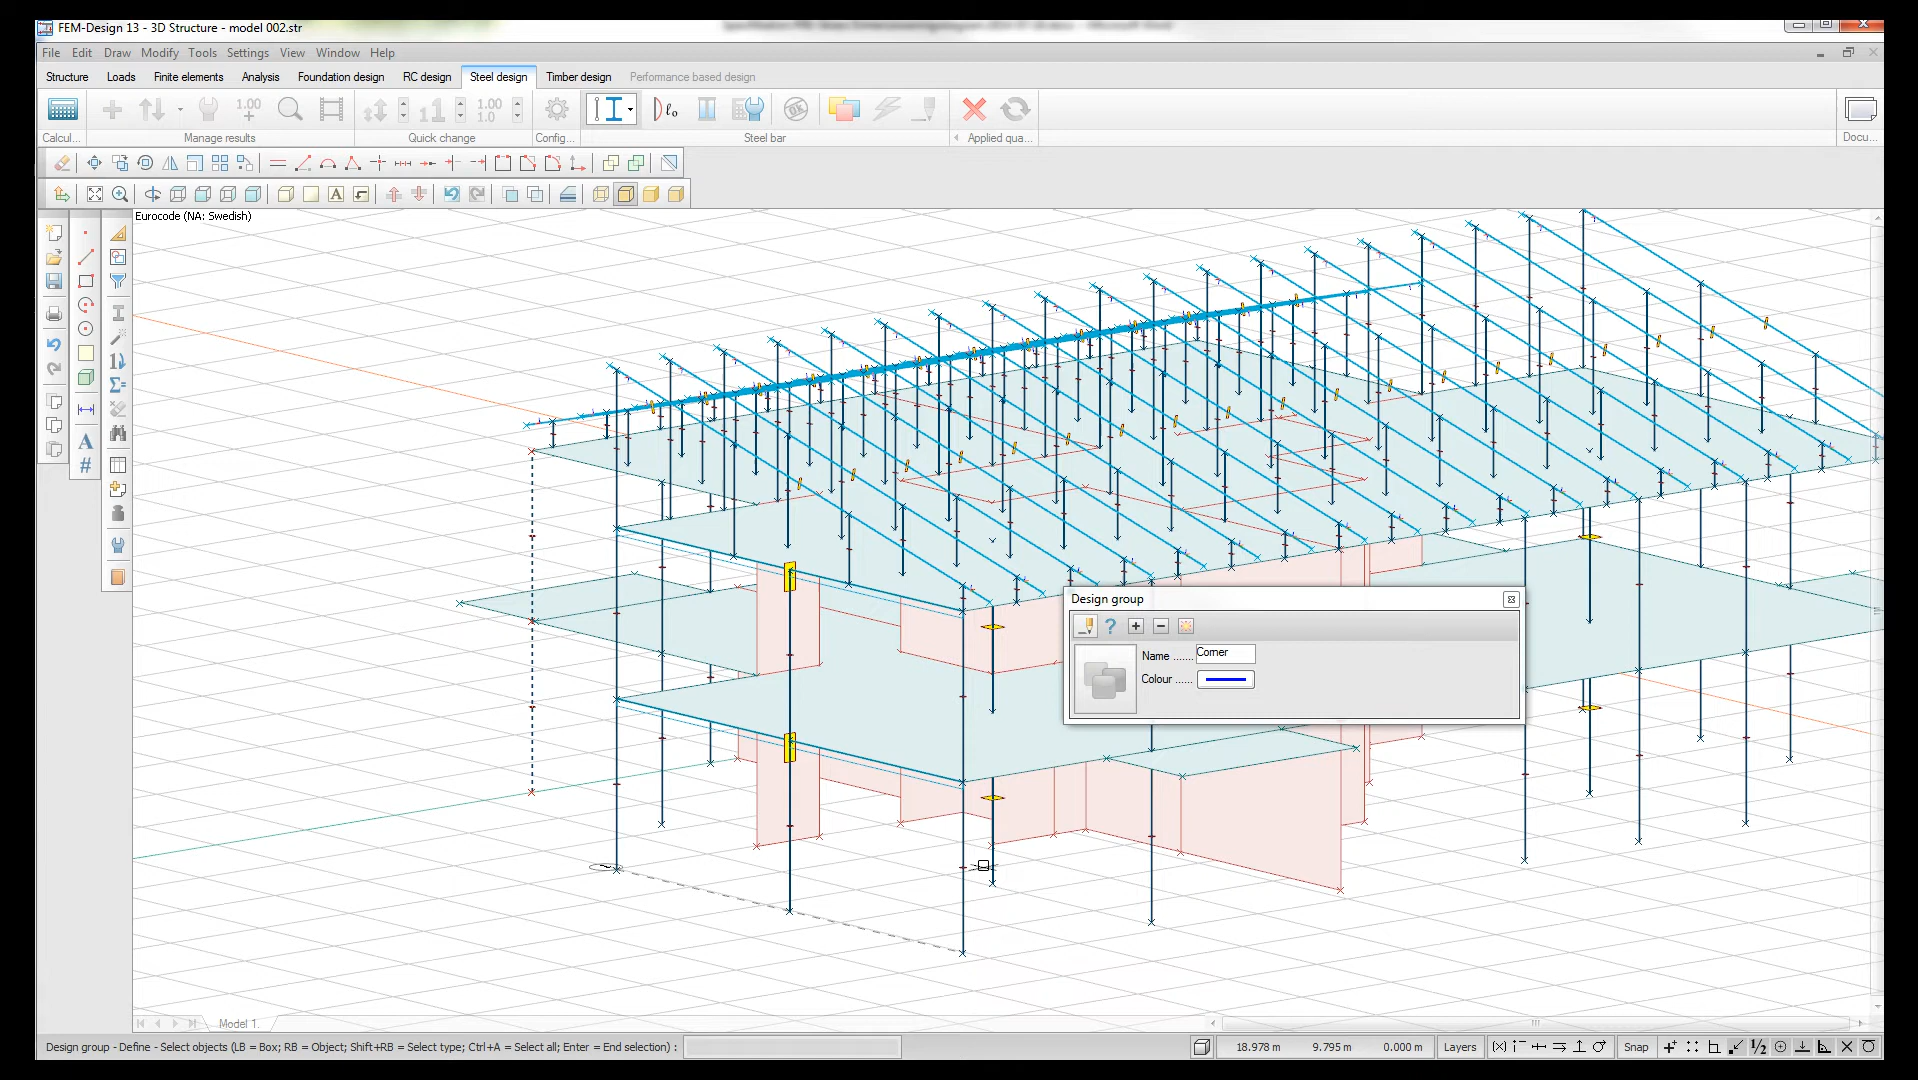 FEM-Design 13 - 3D Structure - model 002.str
File Edit Draw Modify Tools Settings View Window Help
Structure Loads Finite elements Analysis Foundation design RC design Steel design Timber design Performance based design
1.00
1.00
1.0
OK
Calcul... Manage results Quick change Config... Steel bar Applied qua... Docu...
A
Eurocode (NA: Swedish)
A
#
Design group
?
Name ....... Corner
Colour ......
Model 1.
Design group - Define - Select objects (LB = Box; RB = Object; Shift+RB = Select type; Ctrl+A = Select all; Enter = End selection) :
18.978 m 9.795 m 0.000 m Layers Snap 1/2